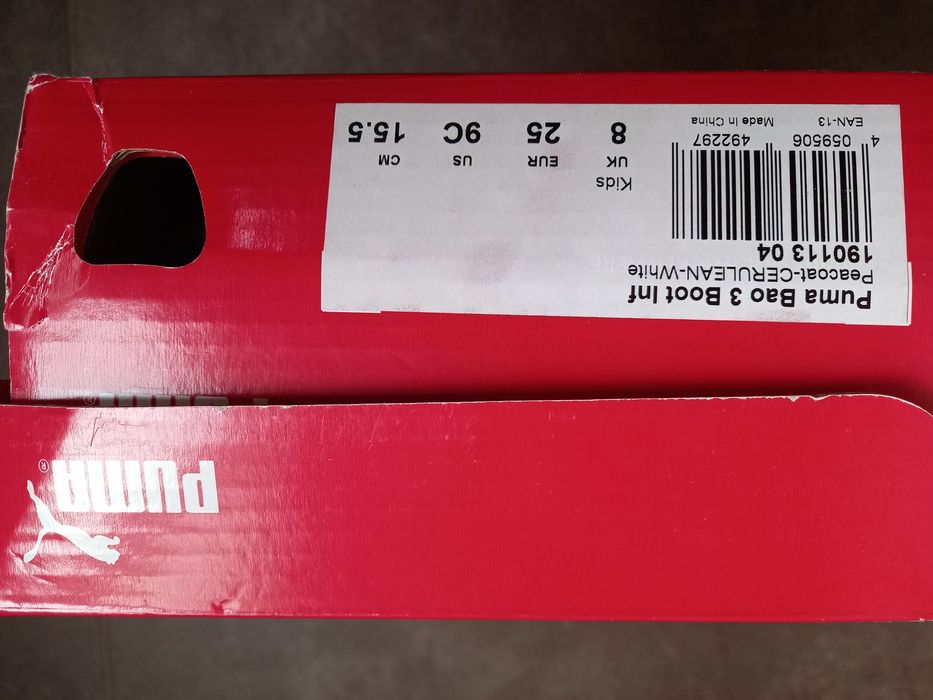 Puma Bao 3 Boot Inf
Peacoat-CERULEAN-White
190113 04
4 059506 492297
EAN-13 Made in China
Kids
UK EUR US CM
8 25 9C 15.5
PUMA®